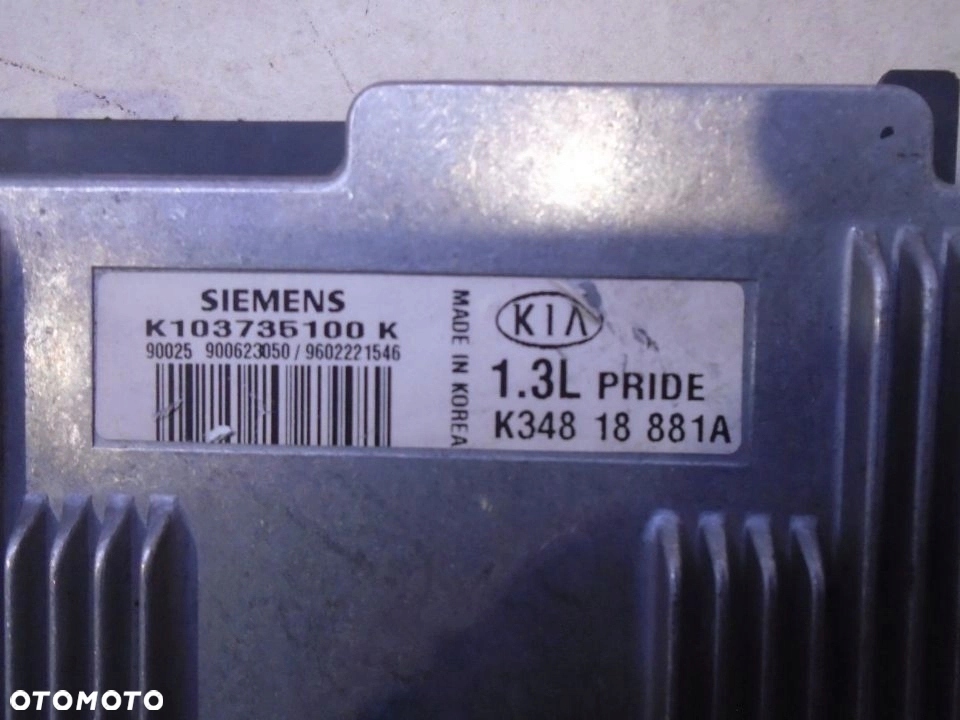 SIEMENS
K103735100 K
90025 900623050 / 9602221546
MADE IN KOREA
KIA
1.3L PRIDE
K348 18 881A
OTOMOTO